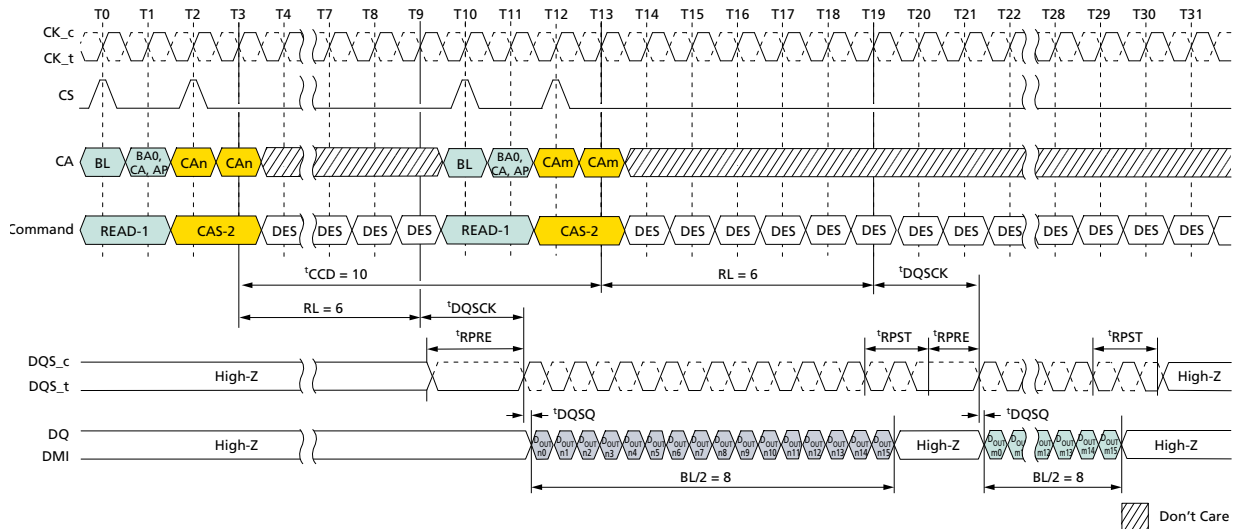 T0 T1 T2 T3 T4 T7 T8 T9 T10 T11 T12 T13 T14 T15 T16 T17 T18 T19 T20 T21 T22 T28 T29 T30 T31
CK_c
CK_t
CS
CA BL BA0, CA, AP CAn CAn BL BA0, CA, AP CAm CAm
Command READ-1 CAS-2 DES DES DES DES READ-1 CAS-2 DES DES DES DES DES DES DES DES DES DES DES DES DES
tCCD = 10 RL = 6 tDQSCK
RL = 6 tDQSCK
tRPRE tRPST tRPRE tRPST
DQS_c
DQS_t High-Z High-Z
tDQSQ tDQSQ
DQ
DMI High-Z DOUT n0 DOUT n1 DOUT n2 DOUT n3 DOUT n4 DOUT n5 DOUT n6 DOUT n7 DOUT n8 DOUT n9 DOUT n10 DOUT n11 DOUT n12 DOUT n13 DOUT n14 DOUT n15 High-Z DOUT m0 DOUT DOUT m12 DOUT m13 DOUT m14 DOUT m15 High-Z
BL/2 = 8 BL/2 = 8
Don't Care